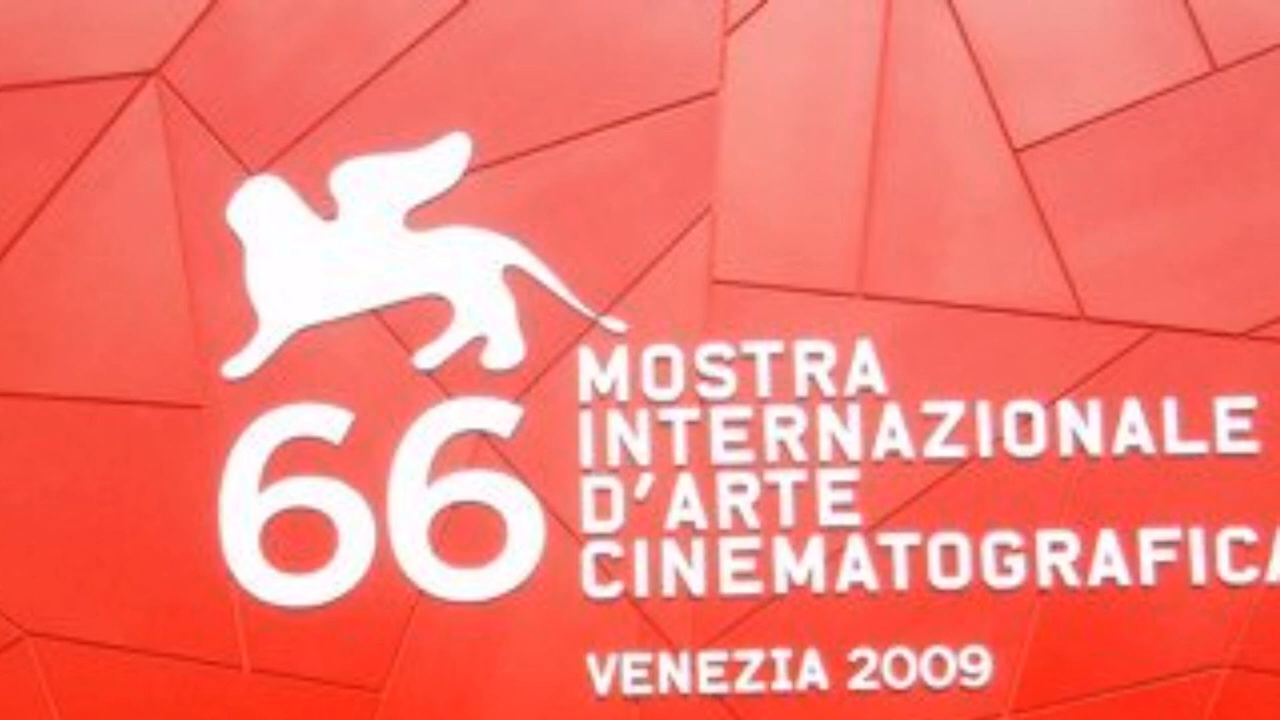 66
MOSTRA
INTERNAZIONALE
D'ARTE
CINEMATOGRAFICA
VENEZIA 2009